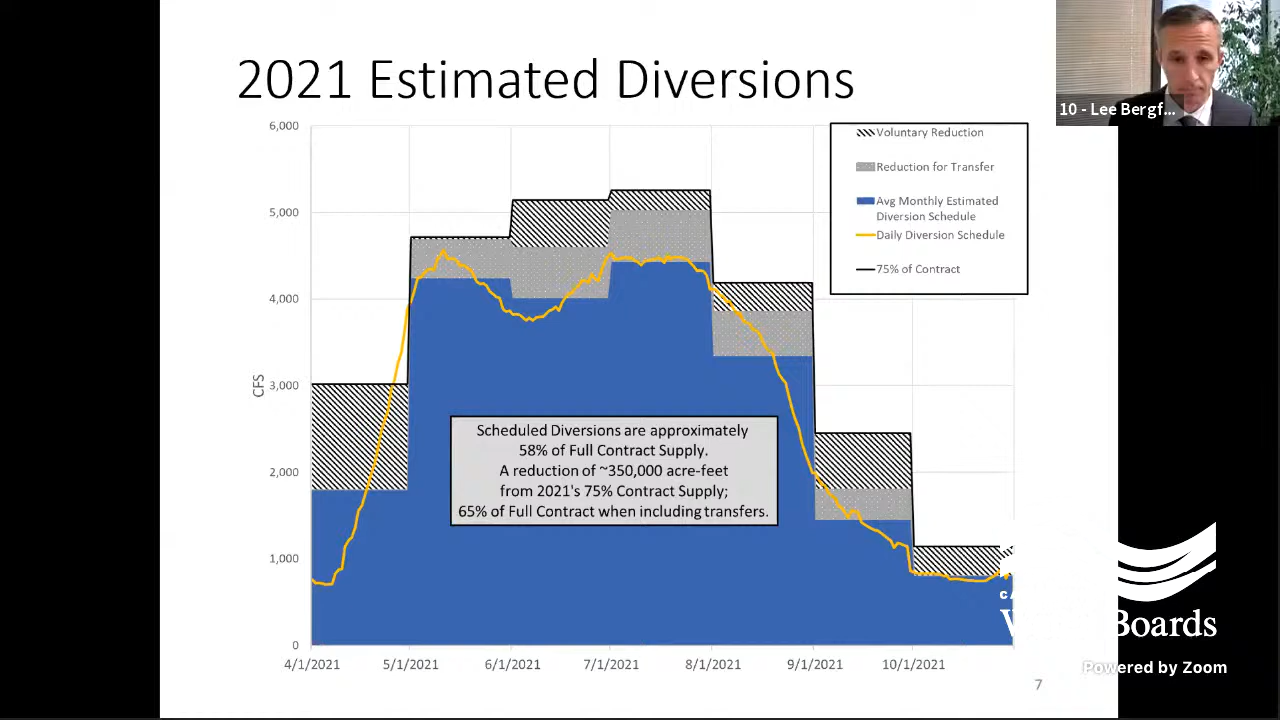 2021 Estimated Diversions
10 - Lee Bergf...
6,000
5,000
4,000
3,000
2,000
1,000
0
CFS
Voluntary Reduction
Reduction for Transfer
Avg Monthly Estimated
Diversion Schedule
Daily Diversion Schedule
75% of Contract
Scheduled Diversions are approximately
58% of Full Contract Supply.
A reduction of ~350,000 acre-feet
from 2021's 75% Contract Supply;
65% of Full Contract when including transfers.
4/1/2021 5/1/2021 6/1/2021 7/1/2021 8/1/2021 9/1/2021 10/1/2021
7
Boards
Powered by Zoom